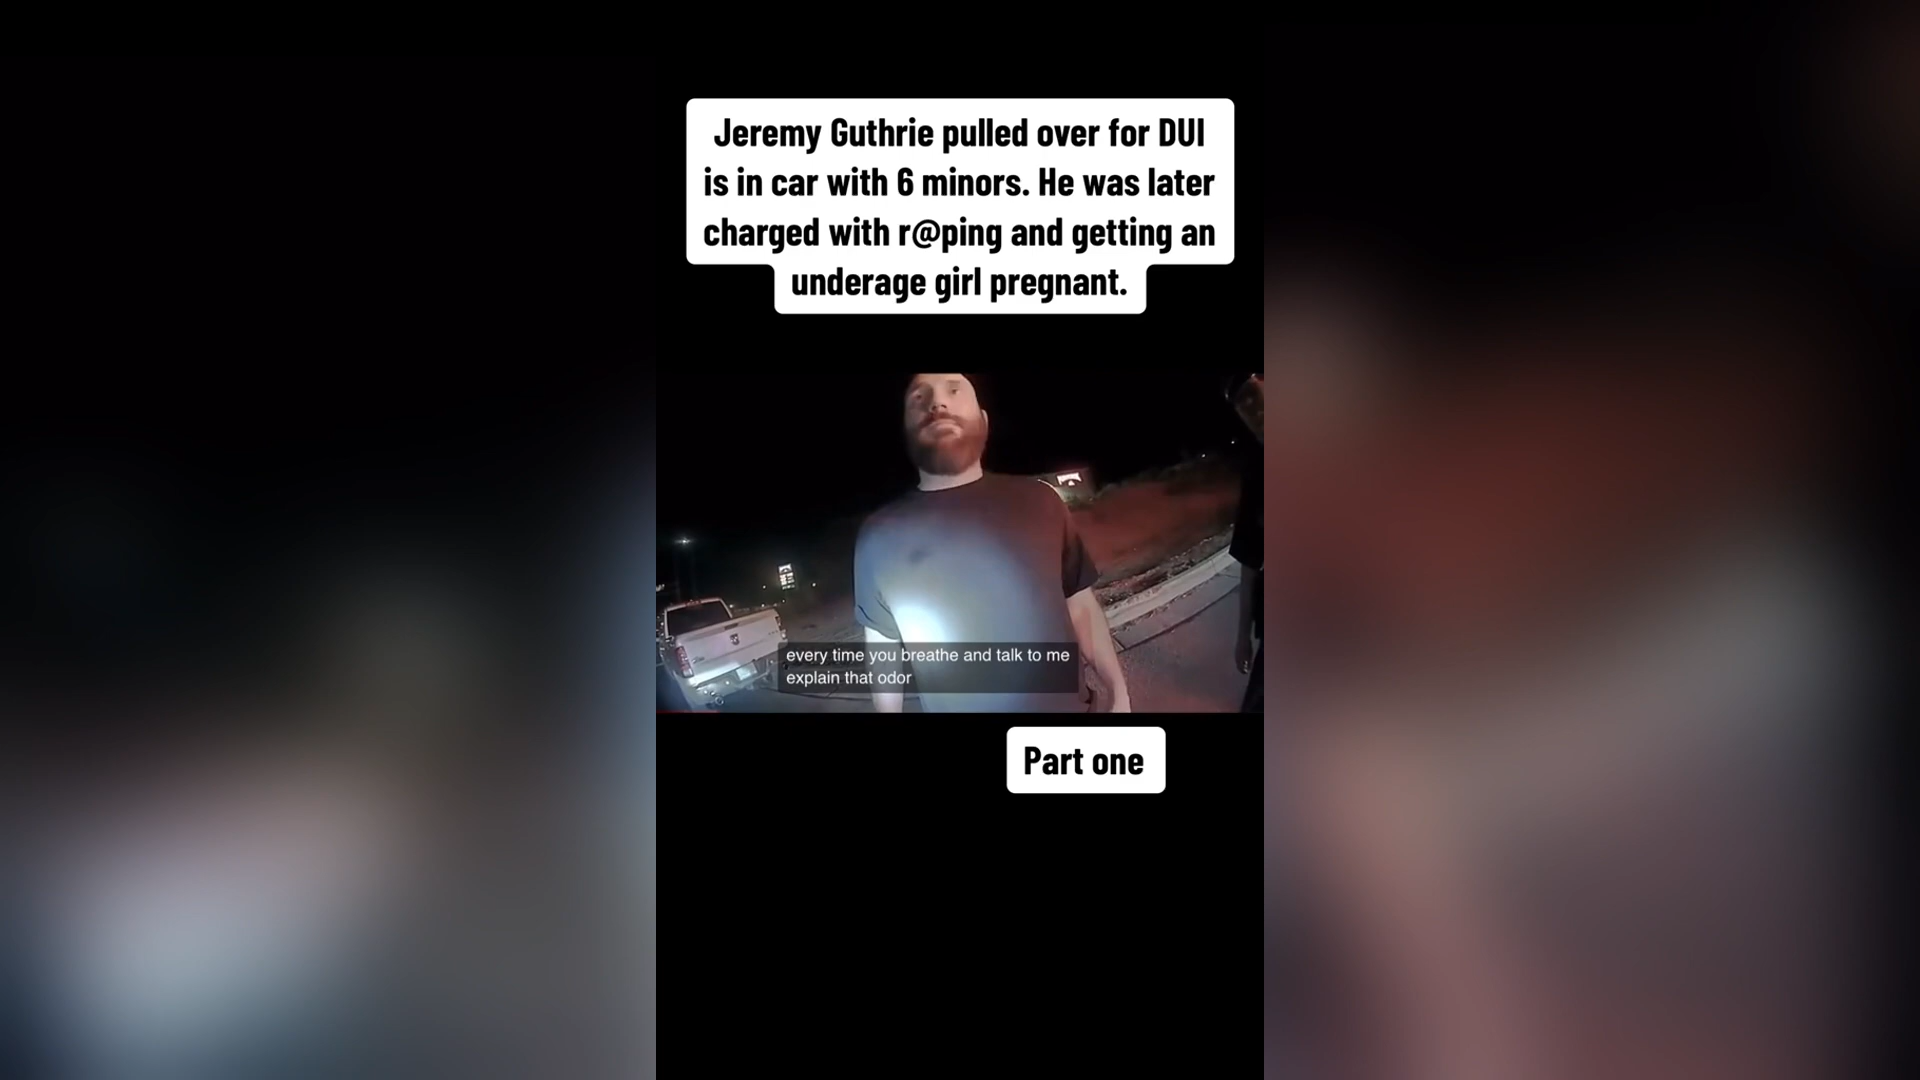 Jeremy Guthrie pulled over for DUI
is in car with 6 minors. He was later
charged with r@ping and getting an
underage girl pregnant.
every time you breathe and talk to me
explain that odor
Part one